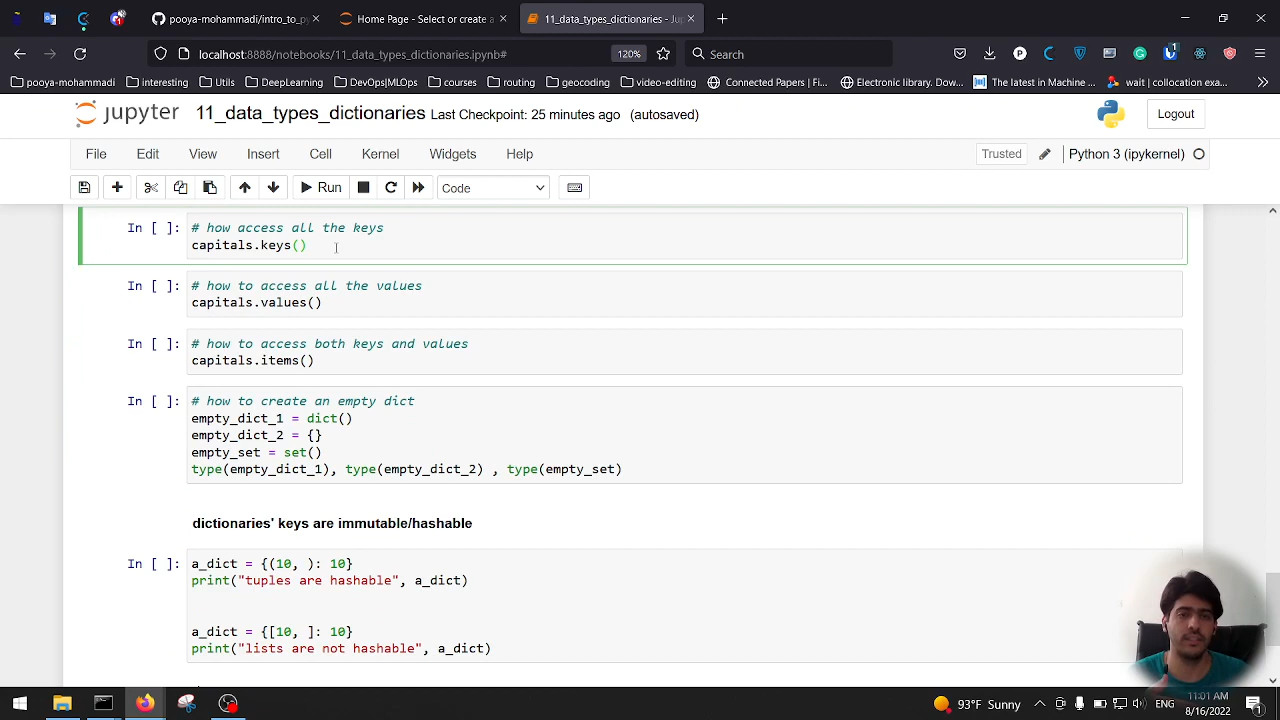 pooya-mohammadi/intro_to_py
Home Page - Select or create a
11_data_types_dictionaries - Jup
localhost:8888/notebooks/11_data_types_dictionaries.ipynb#
120%
Search
pooya-mohammadi
interesting
Utils
DeepLearning
DevOps|MLOps
courses
routing
geocoding
video-editing
Connected Papers | Fi...
Electronic library. Dow...
The latest in Machine ...
wait | collocation exa...
jupyter 11_data_types_dictionaries Last Checkpoint: 25 minutes ago (autosaved)
Logout
File Edit View Insert Cell Kernel Widgets Help
Trusted
Python 3 (ipykernel)
Run
Code
In [ ]: # how access all the keys
capitals.keys()
In [ ]: # how to access all the values
capitals.values()
In [ ]: # how to access both keys and values
capitals.items()
In [ ]: # how to create an empty dict
empty_dict_1 = dict()
empty_dict_2 = {}
empty_set = set()
type(empty_dict_1), type(empty_dict_2) , type(empty_set)
dictionaries' keys are immutable/hashable
In [ ]: a_dict = {(10, ): 10}
print("tuples are hashable", a_dict)
a_dict = {[10, ]: 10}
print("lists are not hashable", a_dict)
93°F Sunny
ENG
11:01 AM
8/16/2022